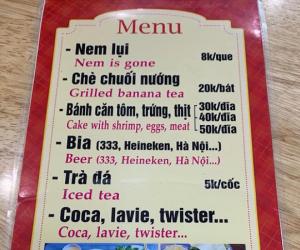 Menu
- Nem lụi
Nem is gone
8k/que
- Chè chuối nướng
Grilled banana tea
20k/bát
- Bánh căn tôm, trứng, thịt
Cake with shrimp, eggs, meat
30k/đĩa
40k/đĩa
50k/đĩa
- Bia (333, Heineken, Hà Nội...)
Beer (333, Heineken, Hà Nội...)
- Trà đá
Iced tea
5k/cốc
- Coca, lavie, twister...
Coca, lavie, twister...